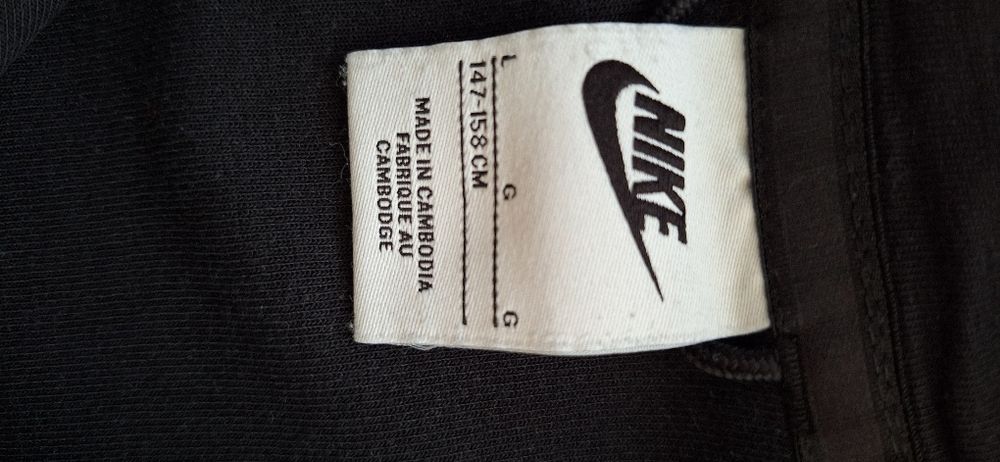 NIKE
L G G
147-158 CM
MADE IN CAMBODIA
FABRIQUE AU
CAMBODGE